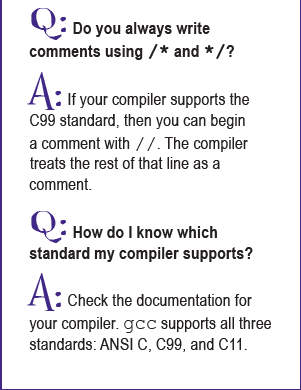 Q: Do you always write
comments using /* and */?
A: If your compiler supports the
C99 standard, then you can begin
a comment with //. The compiler
treats the rest of that line as a
comment.
Q: How do I know which
standard my compiler supports?
A: Check the documentation for
your compiler. gcc supports all three
standards: ANSI C, C99, and C11.